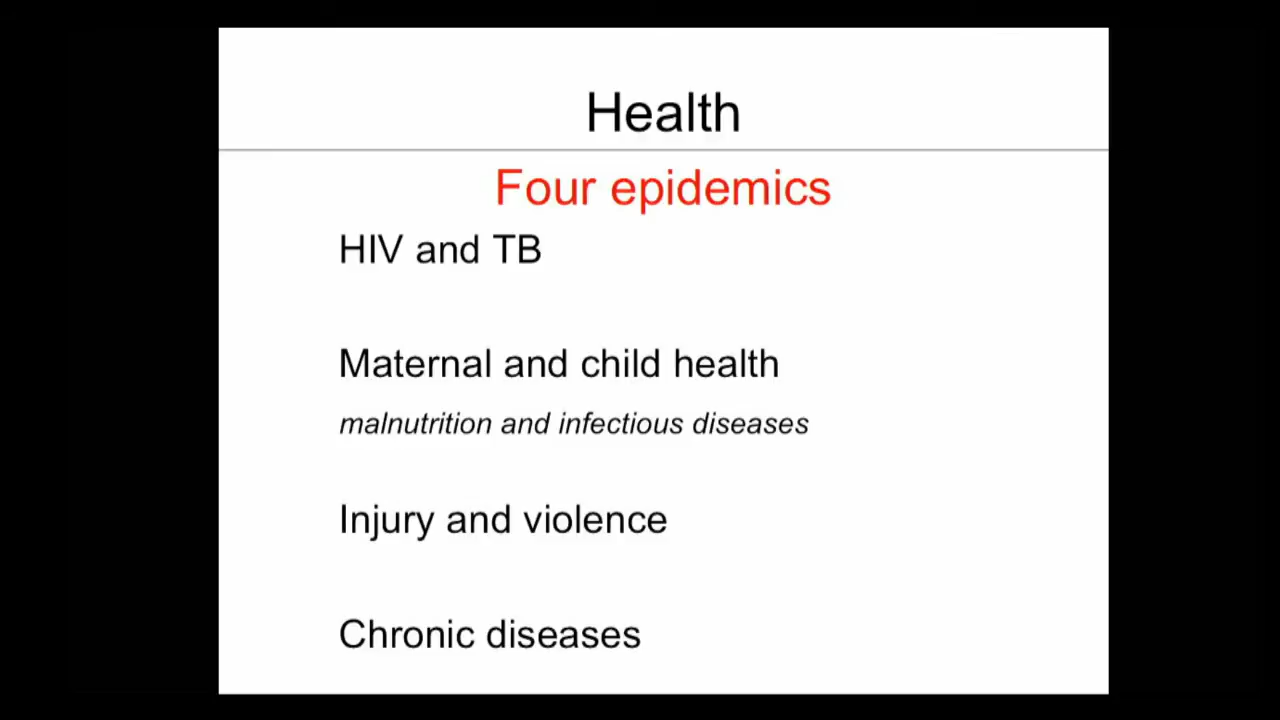 Health
Four epidemics
HIV and TB
Maternal and child health
malnutrition and infectious diseases
Injury and violence
Chronic diseases